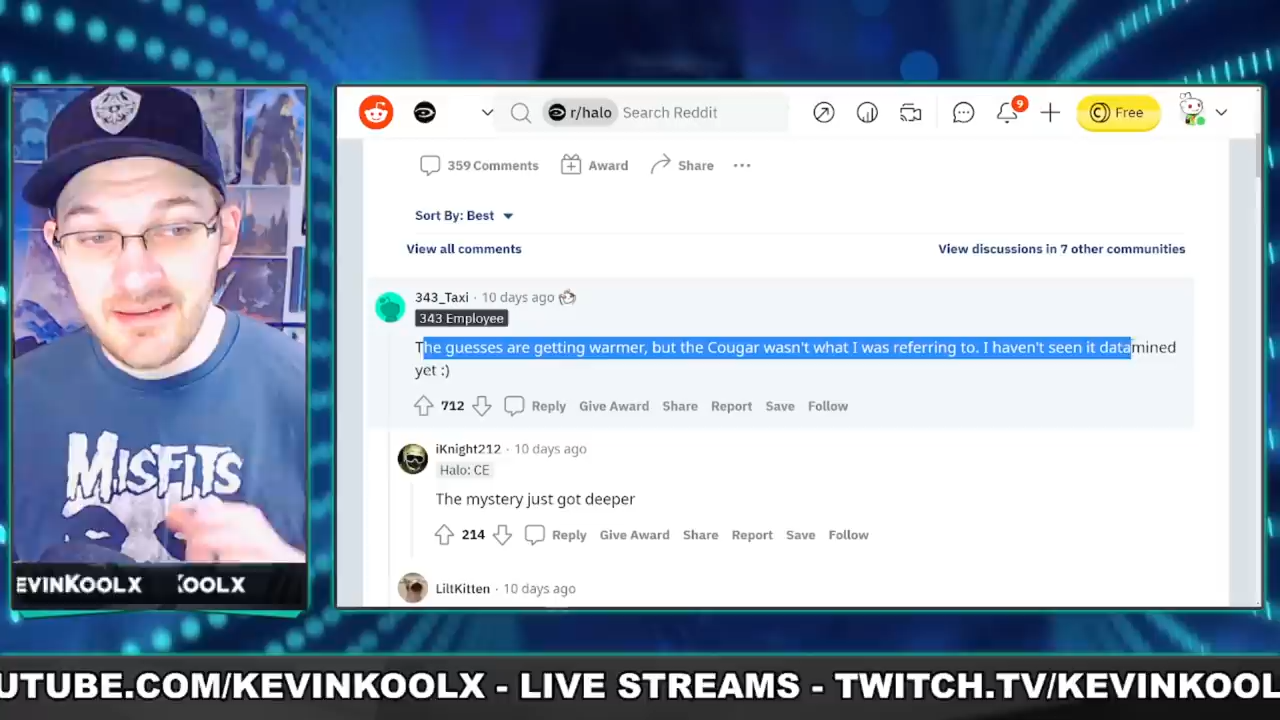 r/halo
Search Reddit
9
Free
359 Comments
Award
Share
Sort By: Best
View all comments
View discussions in 7 other communities
343_Taxi · 10 days ago
343 Employee
The guesses are getting warmer, but the Cougar wasn't what I was referring to. I haven't seen it datamined
yet :)
712
Reply
Give Award
Share
Report
Save
Follow
iKnight212 · 10 days ago
Halo: CE
The mystery just got deeper
214
Reply
Give Award
Share
Report
Save
Follow
LiltKitten · 10 days ago
MISFITS
EVINKOOLX
KOOLX
UTUBE.COM/KEVINKOOLX - LIVE STREAMS - TWITCH.TV/KEVINKOOL